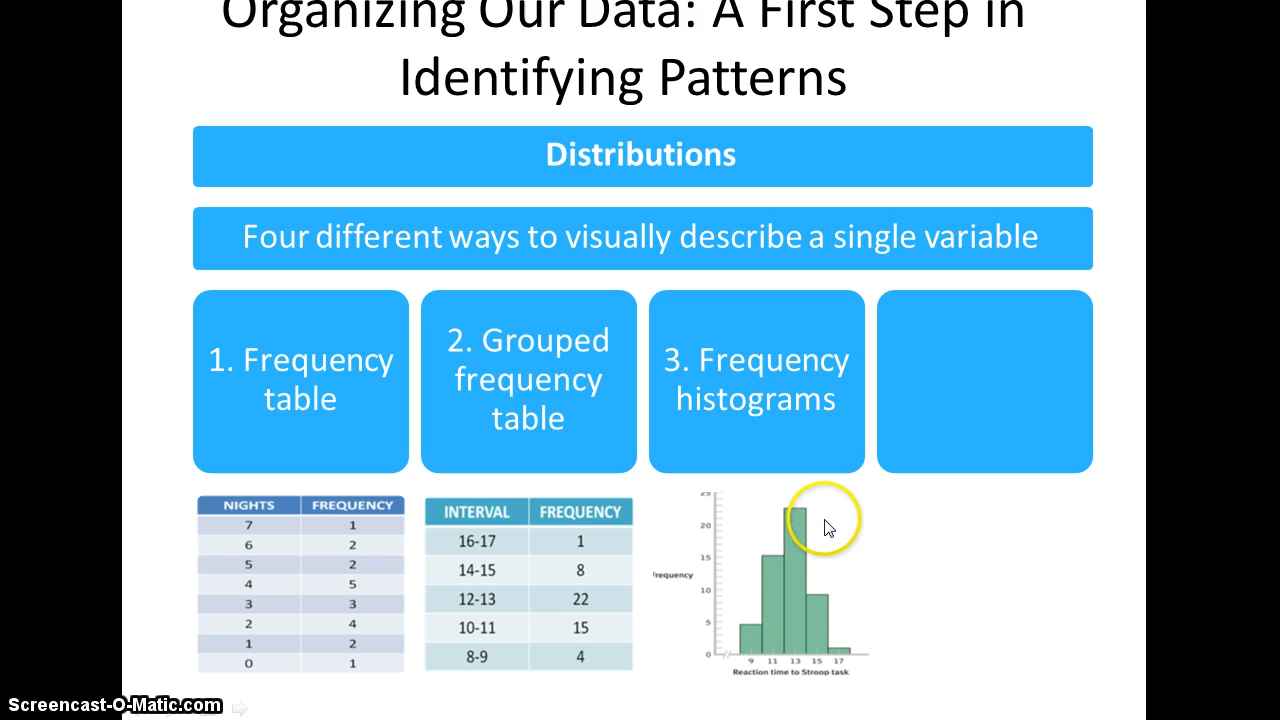 Organizing Our Data: A First Step in
Identifying Patterns
Distributions
Four different ways to visually describe a single variable
1. Frequency
table
2. Grouped
frequency
table
3. Frequency
histograms
NIGHTS FREQUENCY
7 1
6 2
5 2
4 5
3 3
2 4
1 2
0 1
INTERVAL FREQUENCY
16-17 1
14-15 8
12-13 22
10-11 15
8-9 4
25
20
15
10
5
0
Frequency
9 11 13 15 17
Reaction time to Stroop task
Screencast-O-Matic.com